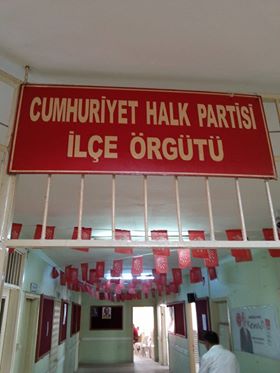 CUMHURİYET HALK PARTİSİ
İLÇE ÖRGÜTÜ